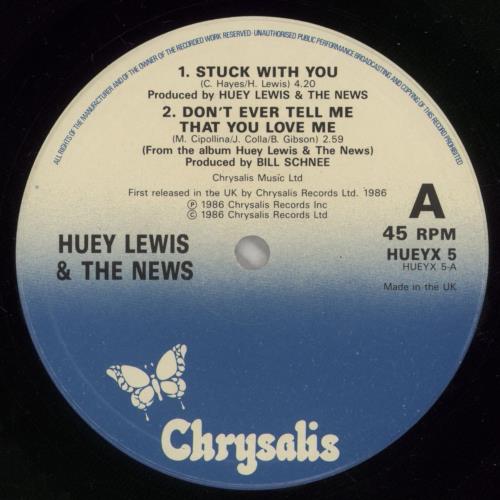 ALL RIGHTS OF THE MANUFACTURER AND OF THE OWNER OF THE RECORDED WORK RESERVED · UNAUTHORISED PUBLIC PERFORMANCE BROADCASTING AND COPYING OF THIS RECORD PROHIBITED
1. STUCK WITH YOU
(C. Hayes/H. Lewis) 4.20
Produced by HUEY LEWIS & THE NEWS
2. DON'T EVER TELL ME
THAT YOU LOVE ME
(M. Cipollina/J. Colla/B. Gibson) 2:59
(From the album Huey Lewis & The News)
Produced by BILL SCHNEE
Chrysalis Music Ltd
First released in the UK by Chrysalis Records Ltd. 1986
℗ 1986 Chrysalis Records Inc
© 1986 Chrysalis Records Ltd
A
45 RPM
HUEYX 5
HUEYX 5-A
Made in the UK
HUEY LEWIS
& THE NEWS
Chrysalis